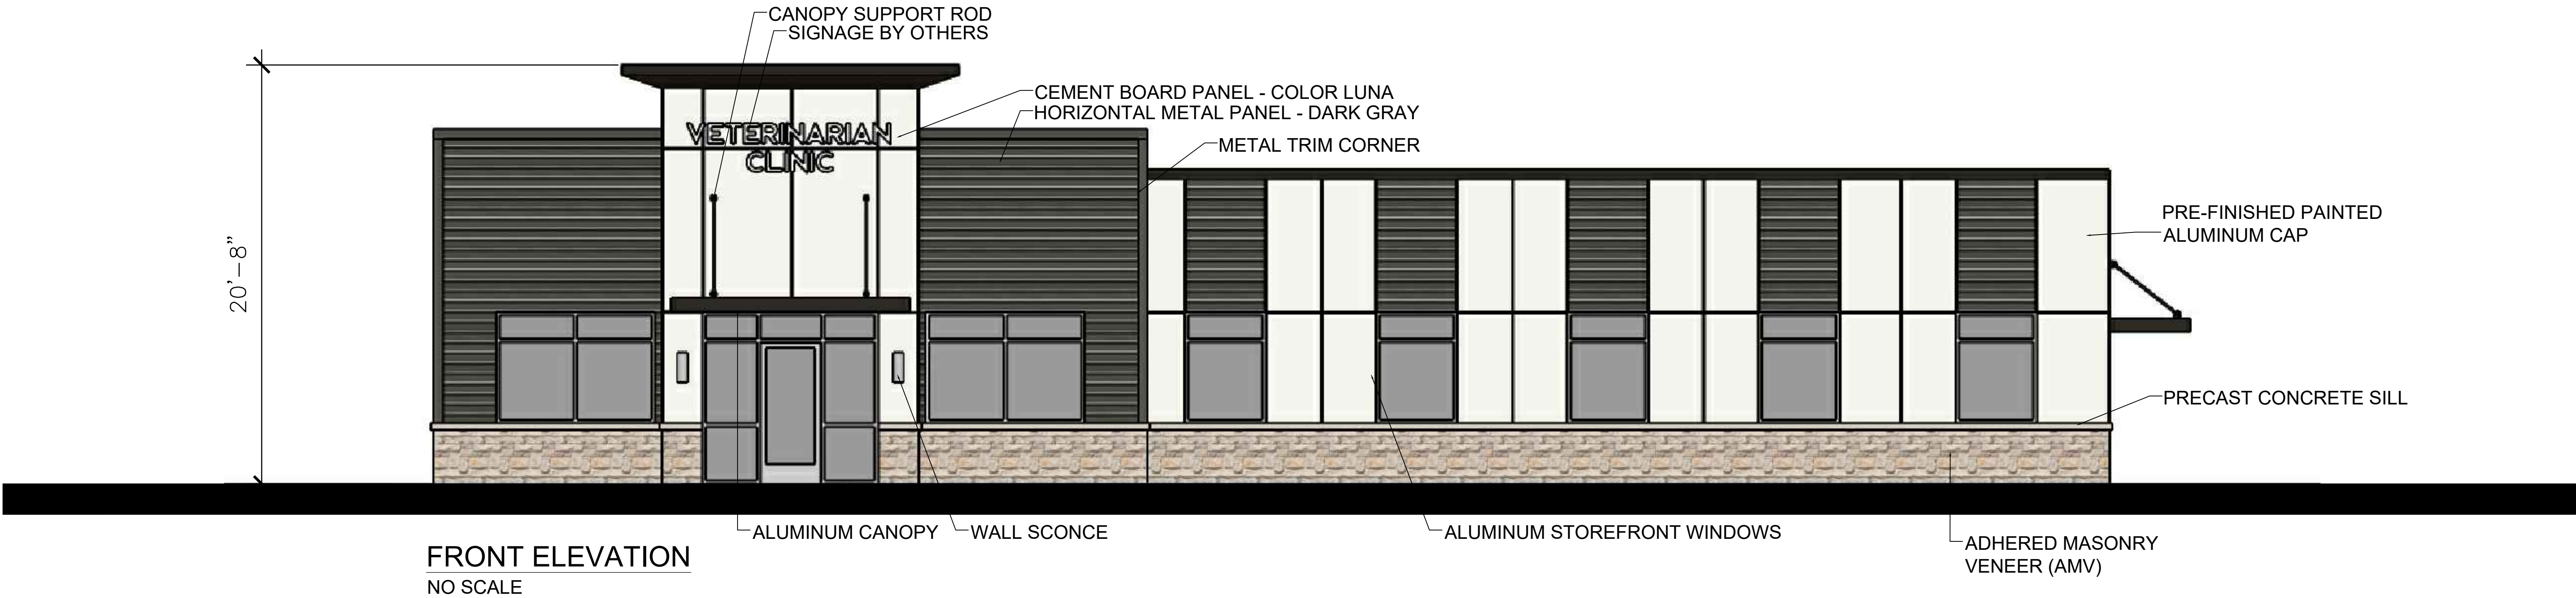 CANOPY SUPPORT ROD
SIGNAGE BY OTHERS
CEMENT BOARD PANEL - COLOR LUNA
HORIZONTAL METAL PANEL - DARK GRAY
VETERINARIAN
CLINIC
METAL TRIM CORNER
PRE-FINISHED PAINTED
ALUMINUM CAP
20'-8"
PRECAST CONCRETE SILL
ALUMINUM CANOPY
WALL SCONCE
ALUMINUM STOREFRONT WINDOWS
ADHERED MASONRY
VENEER (AMV)
FRONT ELEVATION
NO SCALE